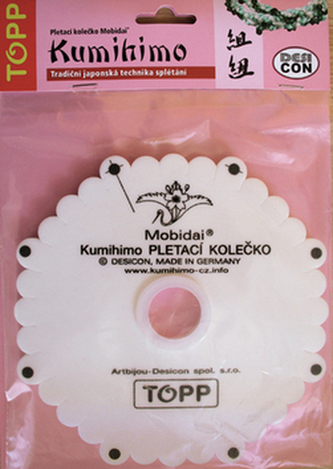 TOPP
Pletací kolečko Mobidai®
Kumihimo
Tradiční japonská technika splétání
組
紐
DESI
CON
Mobidai®
Kumihimo PLETACÍ KOLEČKO
© DESICON, MADE IN GERMANY
www.kumihimo-cz.info
Artbijou-Desicon spol. s.r.o.
TOPP